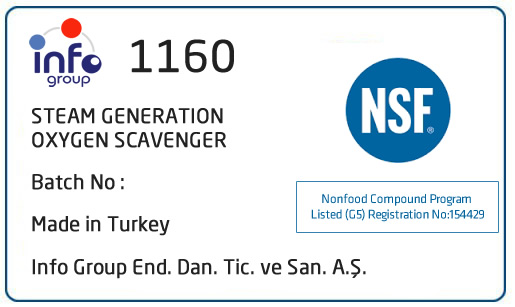 info
group
1160
STEAM GENERATION
OXYGEN SCAVENGER
NSF®
Batch No :
Nonfood Compound Program
Listed (G5) Registration No:154429
Made in Turkey
Info Group End. Dan. Tic. ve San. A.Ş.